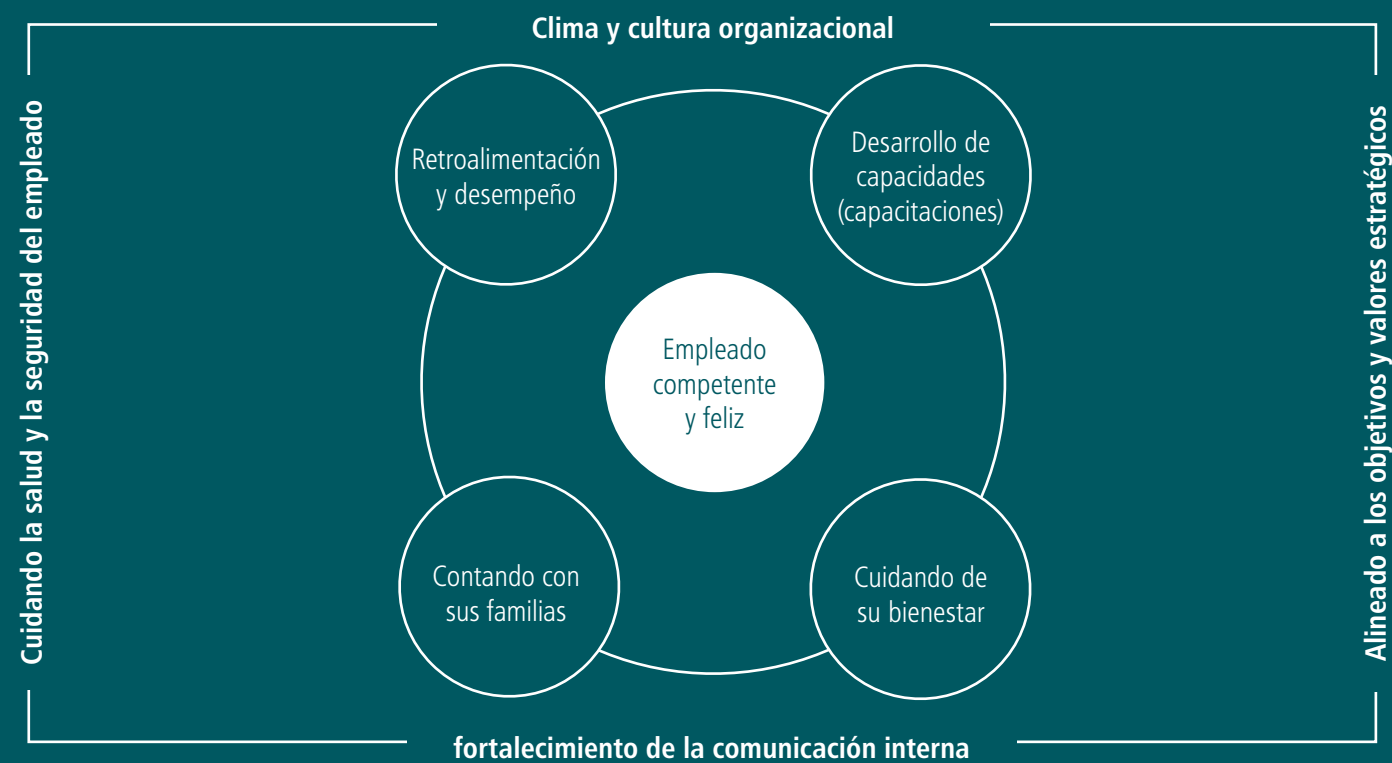 Clima y cultura organizacional
Cuidando la salud y la seguridad del empleado
Retroalimentación
y desempeño
Desarrollo de
capacidades
(capacitaciones)
Empleado
competente
y feliz
Contando con
sus familias
Cuidando de
su bienestar
Alineado a los objetivos y valores estratégicos
fortalecimiento de la comunicación interna